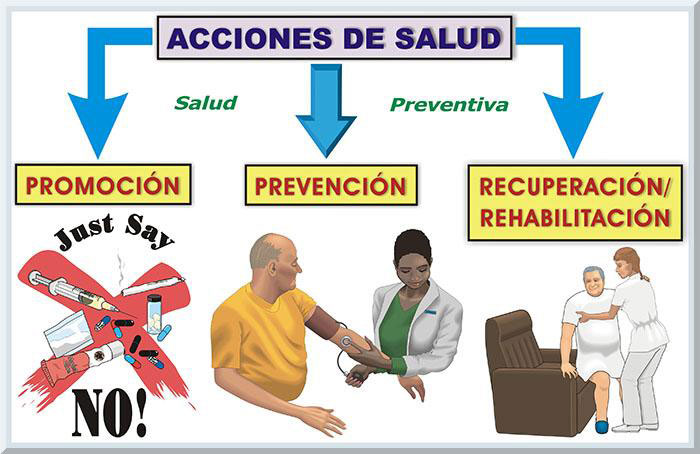 ACCIONES DE SALUD
Salud
Preventiva
PROMOCIÓN
PREVENCIÓN
RECUPERACIÓN/
REHABILITACIÓN
Just Say
NO!